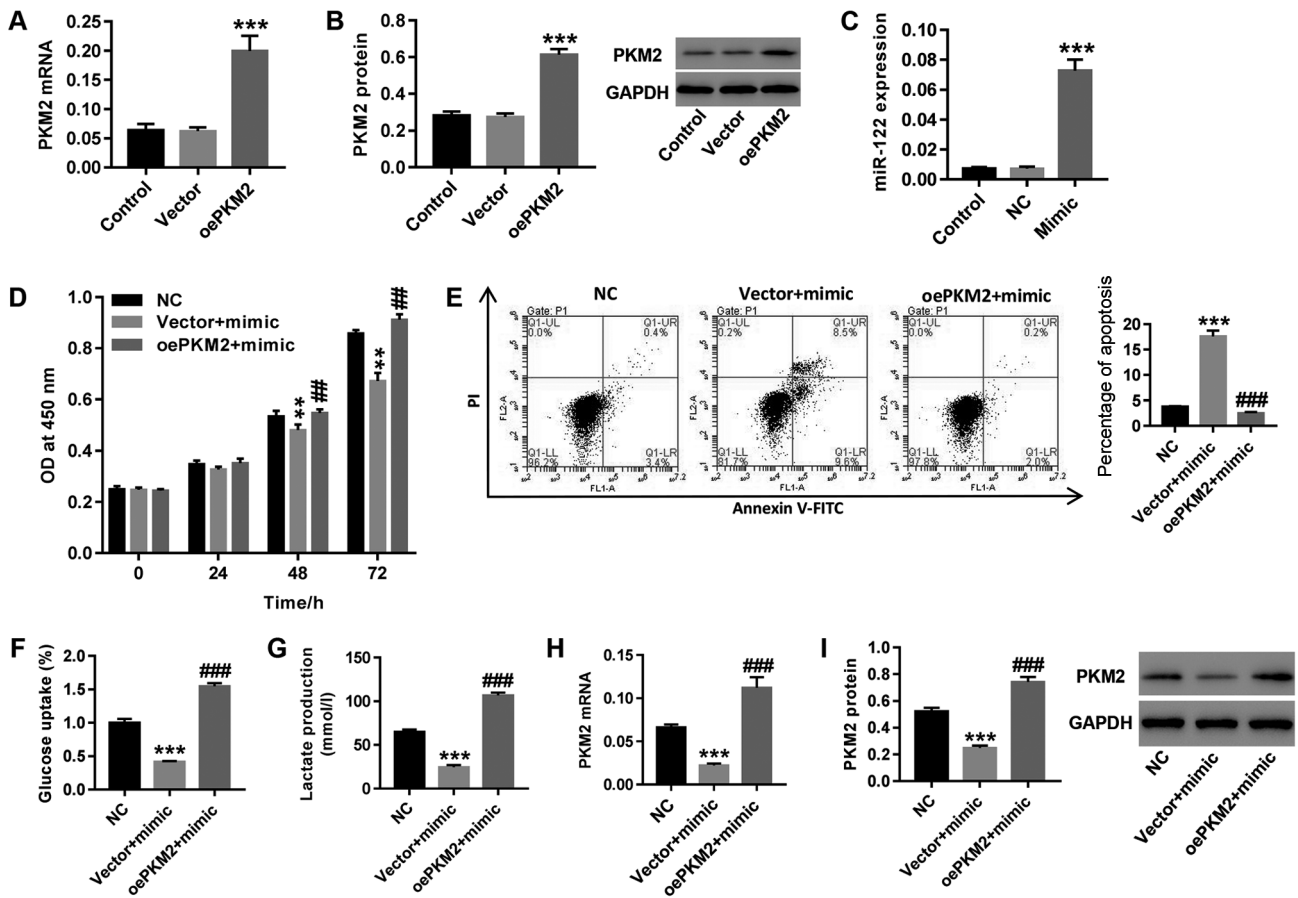 A
PKM2 mRNA
0.25
0.20
0.15
0.10
0.05
0.00
***
Control
Vector
oePKM2
B
PKM2 protein
0.8
0.6
0.4
0.2
0.0
***
Control
Vector
oePKM2
PKM2
GAPDH
Control
Vector
oePKM2
C
miR-122 expression
0.10
0.08
0.06
0.04
0.02
0.00
***
Control
NC
Mimic
D
OD at 450 nm
1.0
0.8
0.6
0.4
0.2
0.0
NC
Vector+mimic
oePKM2+mimic
**
##
**
##
0
24
48
72
Time/h
E
PI
NC
Gate: P1
Q1-UL
0.0%
Q1-UR
0.4%
Q1-LL
96.2%
Q1-LR
3.4%
FL2-A
FL1-A
Vector+mimic
Gate: P1
Q1-UL
0.2%
Q1-UR
8.5%
Q1-LL
81.7%
Q1-LR
9.6%
FL2-A
FL1-A
oePKM2+mimic
Gate: P1
Q1-UL
0.0%
Q1-UR
0.2%
Q1-LL
97.8%
Q1-LR
2.0%
FL2-A
FL1-A
Annexin V-FITC
Percentage of apoptosis
20
15
10
5
0
***
###
NC
Vector+mimic
oePKM2+mimic
F
Glucose uptake (%)
2.0
1.5
1.0
0.5
0.0
***
###
NC
Vector+mimic
oePKM2+mimic
G
Lactate production
(mmol/l)
150
100
50
0
***
###
NC
Vector+mimic
oePKM2+mimic
H
PKM2 mRNA
0.15
0.10
0.05
0.00
***
###
NC
Vector+mimic
oePKM2+mimic
I
PKM2 protein
1.0
0.8
0.6
0.4
0.2
0.0
***
###
NC
Vector+mimic
oePKM2+mimic
PKM2
GAPDH
NC
Vector+mimic
oePKM2+mimic